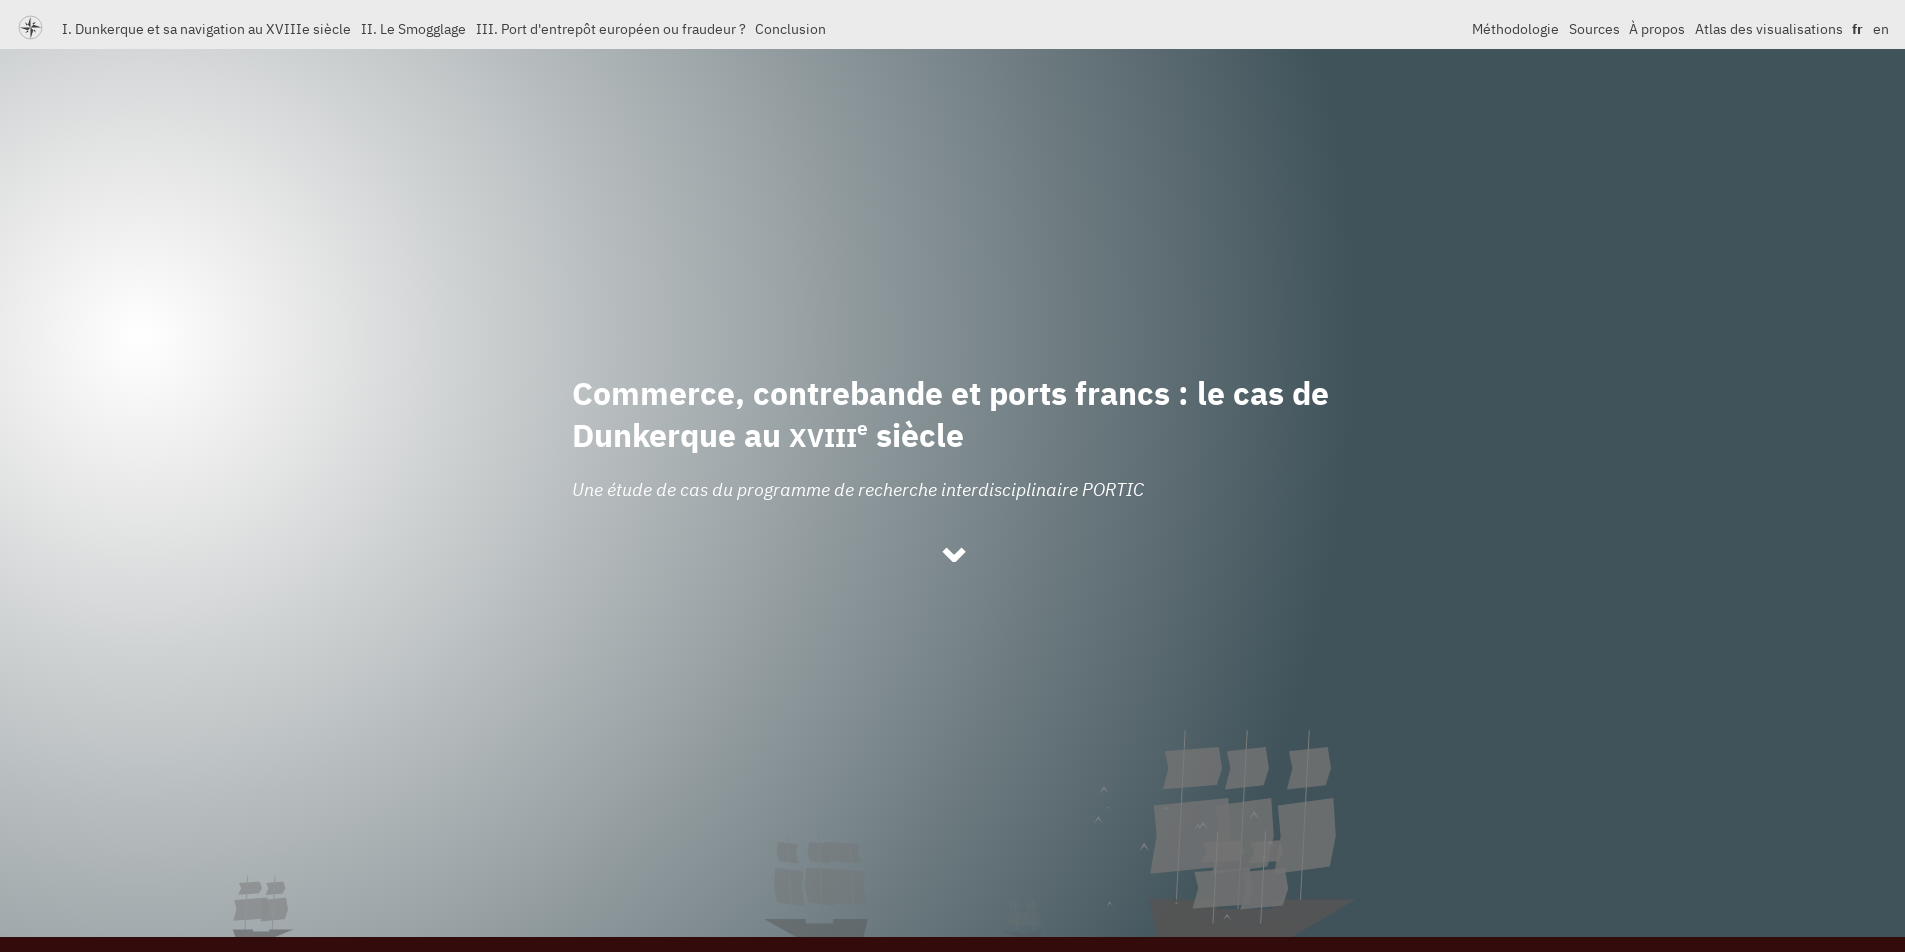 I. Dunkerque et sa navigation au XVIIIe siècle II. Le Smogglage III. Port d'entrepôt européen ou fraudeur ? Conclusion Méthodologie Sources À propos Atlas des visualisations fr en
Commerce, contrebande et ports francs : le cas de
Dunkerque au XVIIIe siècle
Une étude de cas du programme de recherche interdisciplinaire PORTIC